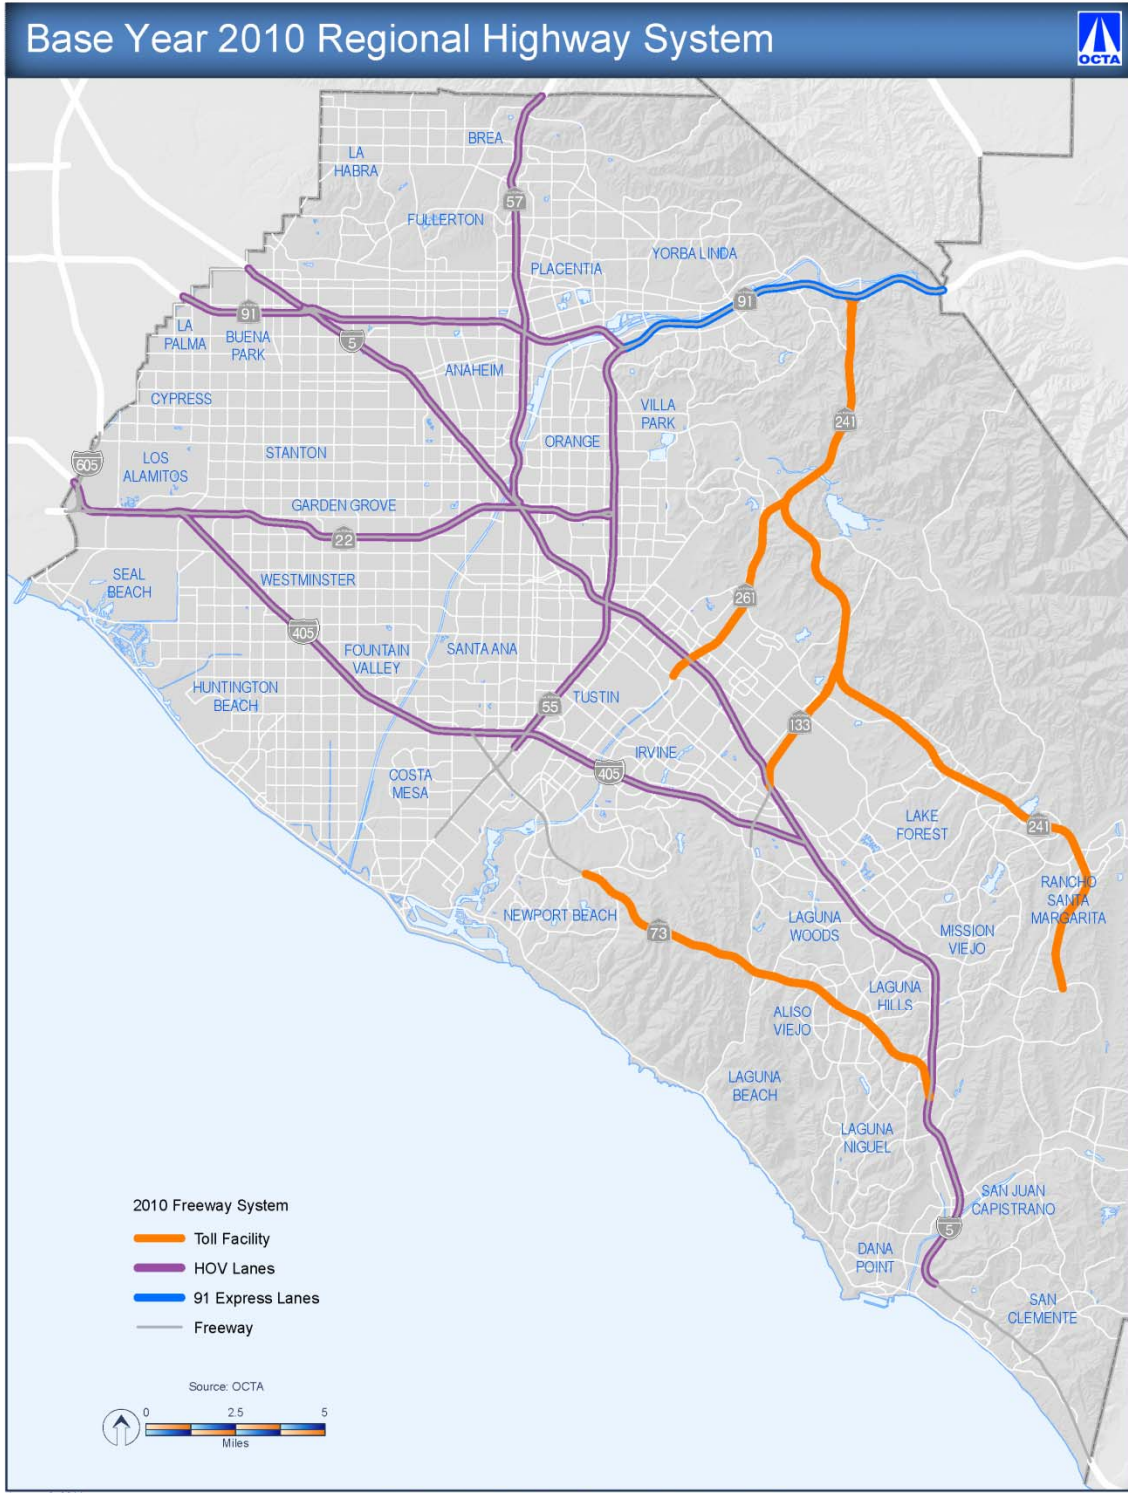 Base Year 2010 Regional Highway System
OCTA
BREA
LA
HABRA
57
FULLERTON
YORBA LINDA
PLACENTIA
91
91
LA
PALMA
BUENA
PARK
5
ANAHEIM
CYPRESS
VILLA
PARK
241
ORANGE
STANTON
605
LOS
ALAMITOS
GARDEN GROVE
22
SEAL
BEACH
WESTMINSTER
261
405
FOUNTAIN
VALLEY
SANTA ANA
HUNTINGTON
BEACH
TUSTIN
55
133
IRVINE
405
COSTA
MESA
LAKE
FOREST
241
RANCHO
SANTA
MARGARITA
NEWPORT BEACH
73
LAGUNA
WOODS
MISSION
VIEJO
LAGUNA
HILLS
ALISO
VIEJO
LAGUNA
BEACH
LAGUNA
NIGUEL
SAN JUAN
CAPISTRANO
5
DANA
POINT
SAN
CLEMENTE
2010 Freeway System
Toll Facility
HOV Lanes
91 Express Lanes
Freeway
Source: OCTA
0 2.5 5
Miles